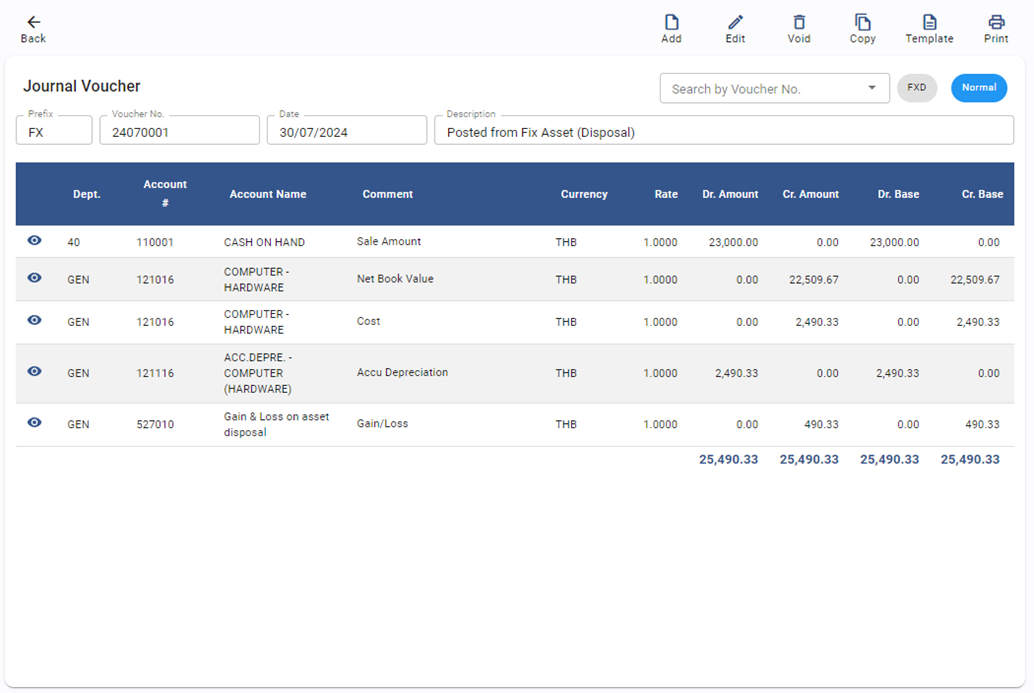 Back
Add Edit Void Copy Template Print
Journal Voucher
Search by Voucher No. FXD Normal
Prefix Voucher No. Date Description
FX 24070001 30/07/2024 Posted from Fix Asset (Disposal)
Dept. Account # Account Name Comment Currency Rate Dr. Amount Cr. Amount Dr. Base Cr. Base
40 110001 CASH ON HAND Sale Amount THB 1.0000 23,000.00 0.00 23,000.00 0.00
GEN 121016 COMPUTER - HARDWARE Net Book Value THB 1.0000 0.00 22,509.67 0.00 22,509.67
GEN 121016 COMPUTER - HARDWARE Cost THB 1.0000 0.00 2,490.33 0.00 2,490.33
GEN 121116 ACC.DEPRE. - COMPUTER (HARDWARE) Accu Depreciation THB 1.0000 2,490.33 0.00 2,490.33 0.00
GEN 527010 Gain & Loss on asset disposal Gain/Loss THB 1.0000 0.00 490.33 0.00 490.33
25,490.33 25,490.33 25,490.33 25,490.33